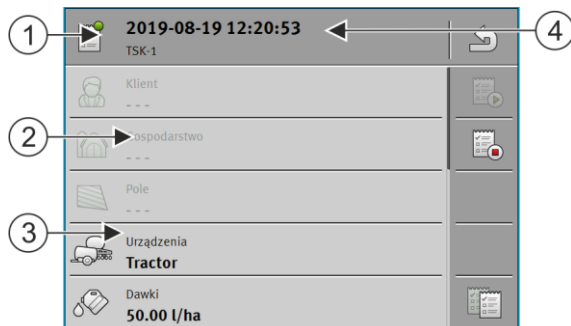 1
2019-08-19 12:20:53
4
TSK-1
Klient
- - -
2
Gospodarstwo
- - -
Pole
- - -
3
Urządzenia
Tractor
Dawki
50.00 l/ha